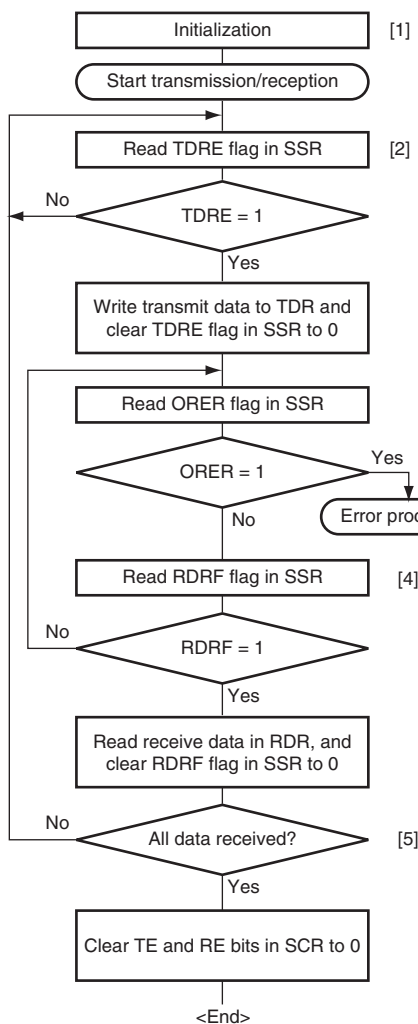 Initialization [1]
Start transmission/reception
Read TDRE flag in SSR [2]
No
TDRE = 1
Yes
Write transmit data to TDR and
clear TDRE flag in SSR to 0
Read ORER flag in SSR
ORER = 1
Yes
No
Error
Read RDRF flag in SSR [4]
No
RDRF = 1
Yes
Read receive data in RDR, and
clear RDRF flag in SSR to 0
No
All data received? [5]
Yes
Clear TE and RE bits in SCR to 0
<End>